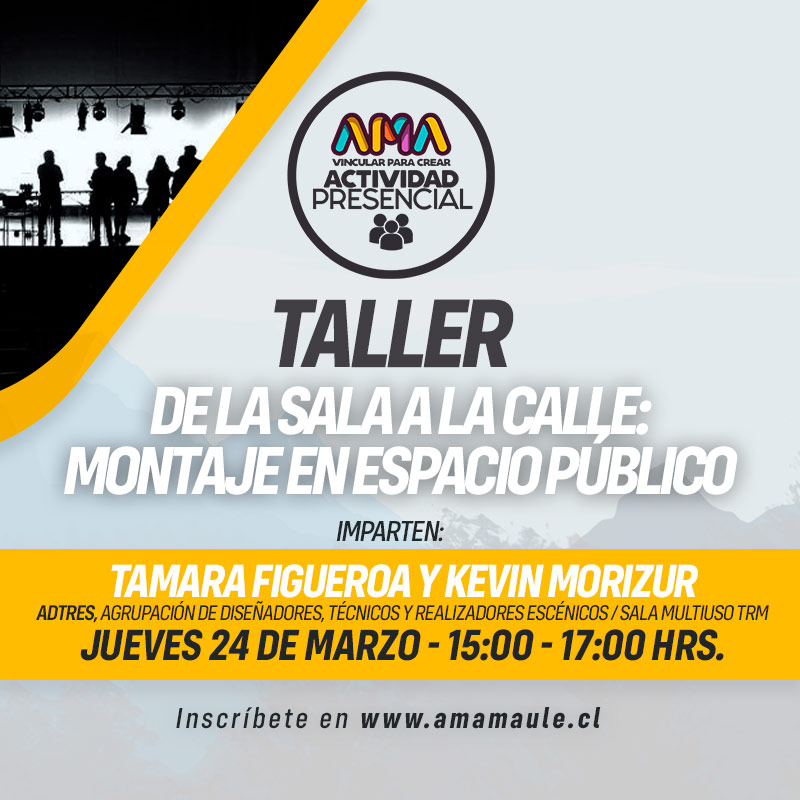 AMA
VINCULAR PARA CREAR
ACTIVIDAD
PRESENCIAL
TALLER
DE LA SALA A LA CALLE:
MONTAJE EN ESPACIO PÚBLICO
IMPARTEN:
TAMARA FIGUEROA Y KEVIN MORIZUR
ADTRES, AGRUPACIÓN DE DISEÑADORES, TÉCNICOS Y REALIZADORES ESCÉNICOS / SALA MULTIUSO TRM
JUEVES 24 DE MARZO - 15:00 - 17:00 HRS.
Inscríbete en www.amamaule.cl